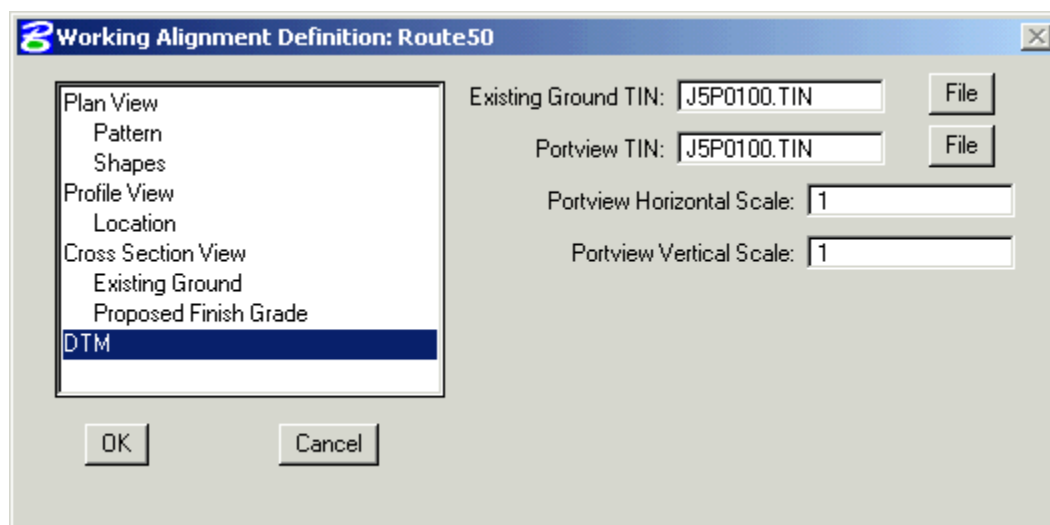 Working Alignment Definition: Route50
Plan View
Pattern
Shapes
Profile View
Location
Cross Section View
Existing Ground
Proposed Finish Grade
DTM
Existing Ground TIN: J5P0100.TIN File
Portview TIN: J5P0100.TIN File
Portview Horizontal Scale: 1
Portview Vertical Scale: 1
OK Cancel